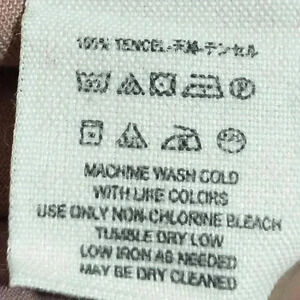 100% TENCEL-天絲-テンセル
MACHINE WASH COLD
WITH LIKE COLORS
USE ONLY NON-CHLORINE BLEACH
TUMBLE DRY LOW
LOW IRON AS NEEDED
MAY BE DRY CLEANED